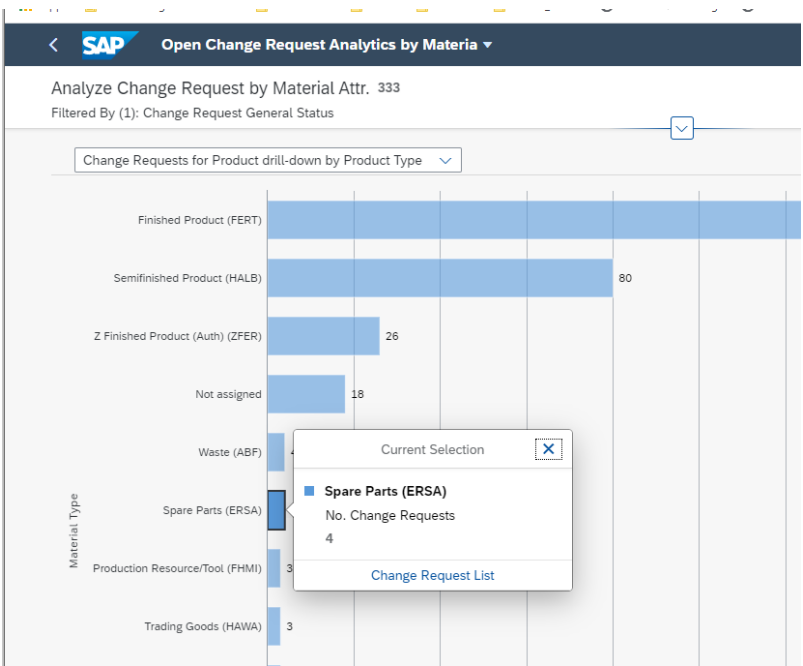 SAP
Open Change Request Analytics by Materia
Analyze Change Request by Material Attr. 333
Filtered By (1): Change Request General Status
Change Requests for Product drill-down by Product Type
Material Type
Finished Product (FERT)
Semifinished Product (HALB)
80
Z Finished Product (Auth) (ZFER)
26
Not assigned
18
Waste (ABF)
Spare Parts (ERSA)
Production Resource/Tool (FHMI)
3
Trading Goods (HAWA)
3
Current Selection
Spare Parts (ERSA)
No. Change Requests
4
Change Request List